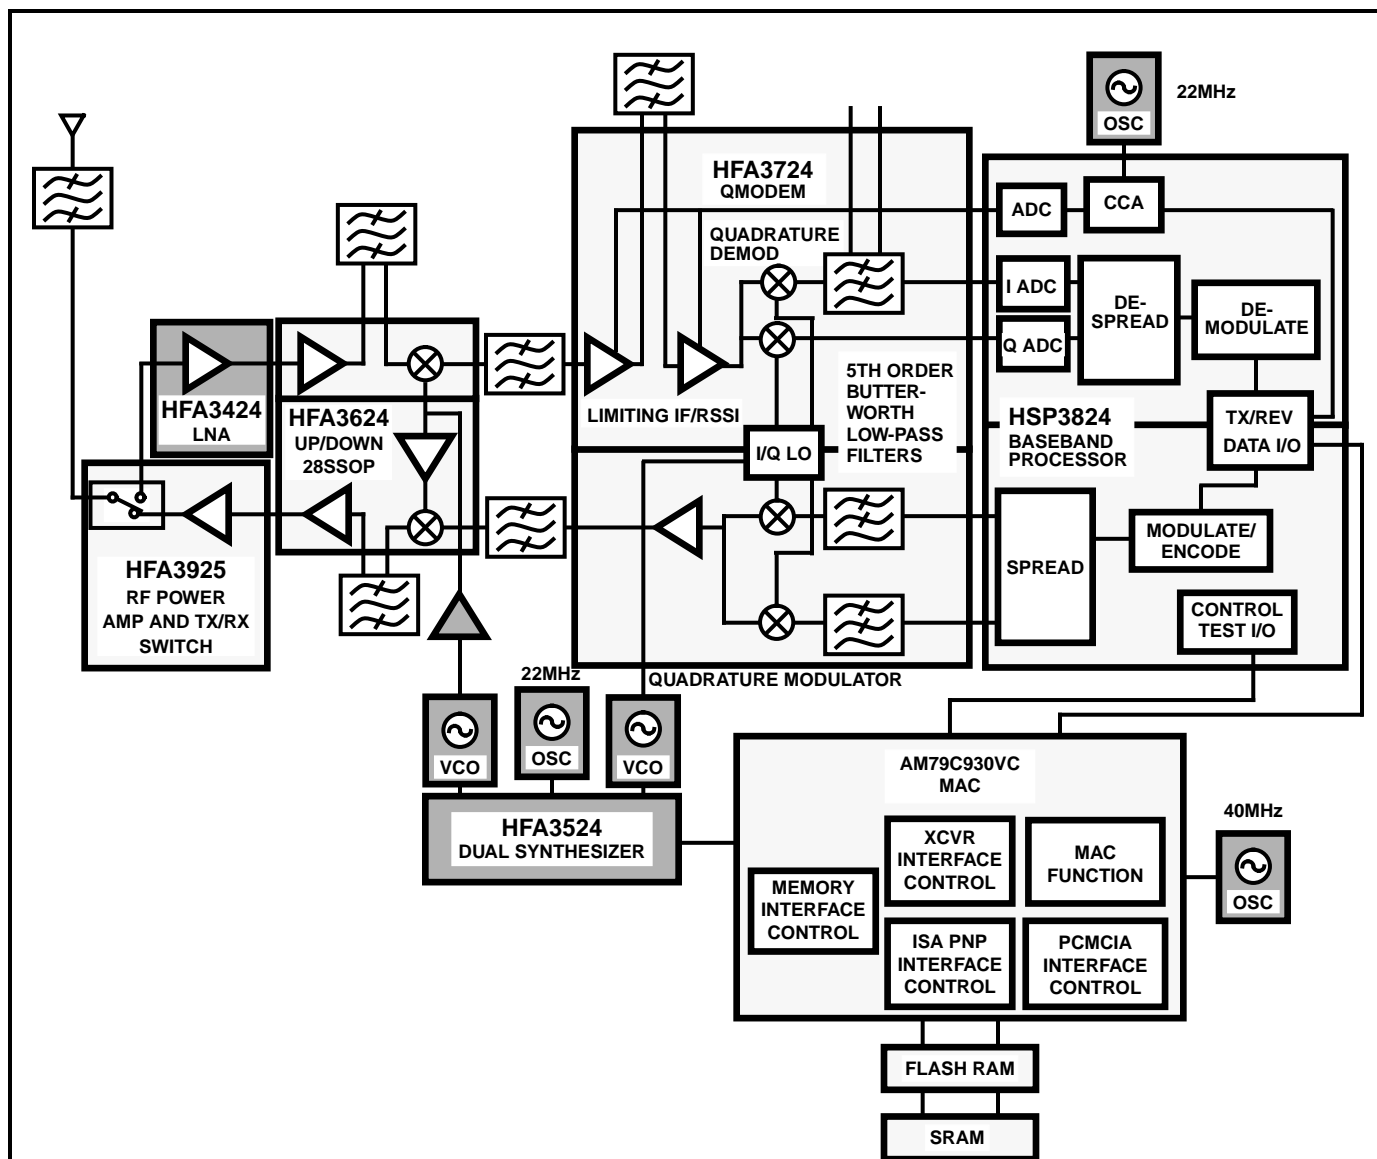 22MHz
OSC
HFA3724
QMODEM
ADC
CCA
QUADRATURE
DEMOD
I ADC
Q ADC
DE-
SPREAD
DE-
MODULATE
HFA3424
LNA
HFA3624
UP/DOWN
28SSOP
LIMITING IF/RSSI
5TH ORDER
BUTTER-
WORTH
LOW-PASS
FILTERS
I/Q LO
HSP3824
BASEBAND
PROCESSOR
TX/REV
DATA I/O
HFA3925
RF POWER
AMP AND TX/RX
SWITCH
SPREAD
MODULATE/
ENCODE
CONTROL
TEST I/O
QUADRATURE MODULATOR
22MHz
VCO
OSC
VCO
HFA3524
DUAL SYNTHESIZER
AM79C930VC
MAC
MEMORY
INTERFACE
CONTROL
XCVR
INTERFACE
CONTROL
MAC
FUNCTION
ISA PNP
INTERFACE
CONTROL
PCMCIA
INTERFACE
CONTROL
40MHz
OSC
FLASH RAM
SRAM